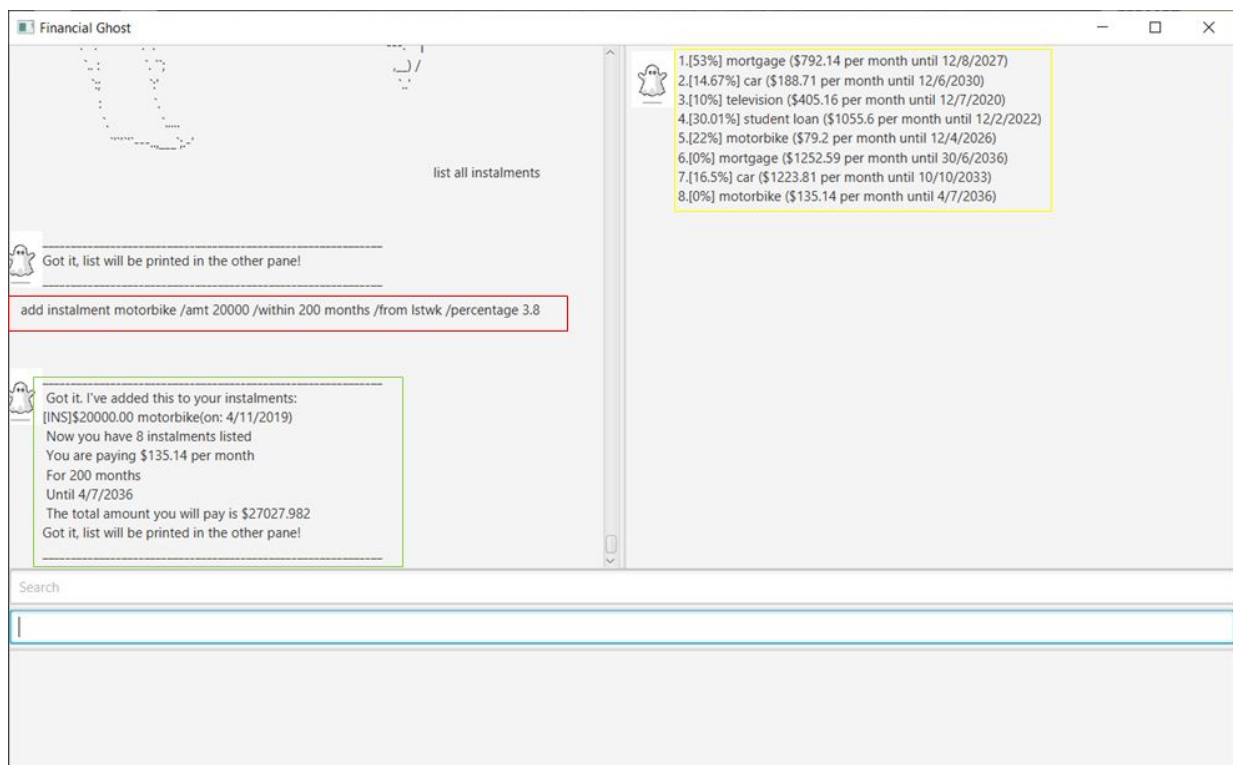 Financial Ghost
list all instalments
Got it, list will be printed in the other pane!
add instalment motorbike /amt 20000 /within 200 months /from lstwk /percentage 3.8
Got it. I've added this to your instalments:
[INS]$20000.00 motorbike(on: 4/11/2019)
Now you have 8 instalments listed
You are paying $135.14 per month
For 200 months
Until 4/7/2036
The total amount you will pay is $27027.982
Got it, list will be printed in the other pane!
1.[53%] mortgage ($792.14 per month until 12/8/2027)
2.[14.67%] car ($188.71 per month until 12/6/2030)
3.[10%] television ($405.16 per month until 12/7/2020)
4.[30.01%] student loan ($1055.6 per month until 12/2/2022)
5.[22%] motorbike ($79.2 per month until 12/4/2026)
6.[0%] mortgage ($1252.59 per month until 30/6/2036)
7.[16.5%] car ($1223.81 per month until 10/10/2033)
8.[0%] motorbike ($135.14 per month until 4/7/2036)
Search